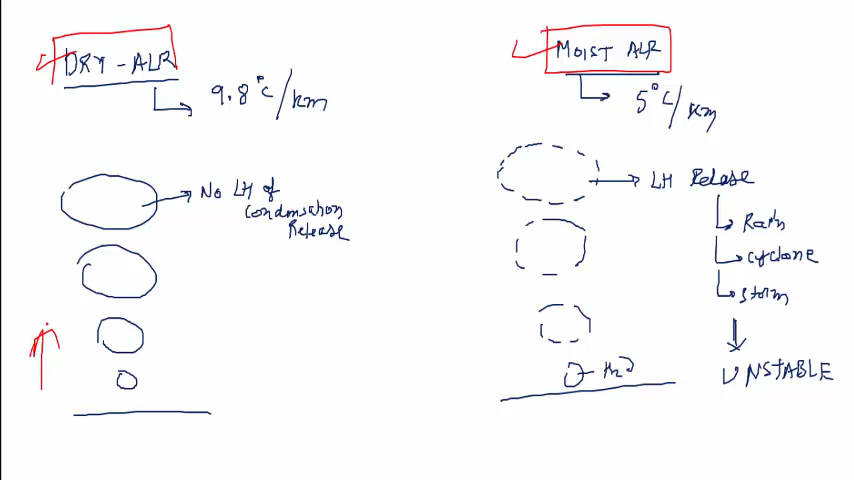 DRY - ALR
9.8°C/km
No LH of
Condensation
Release
MOIST ALR
5°C/km
LH Release
Rain
cyclone
storm
UNSTABLE
H2O